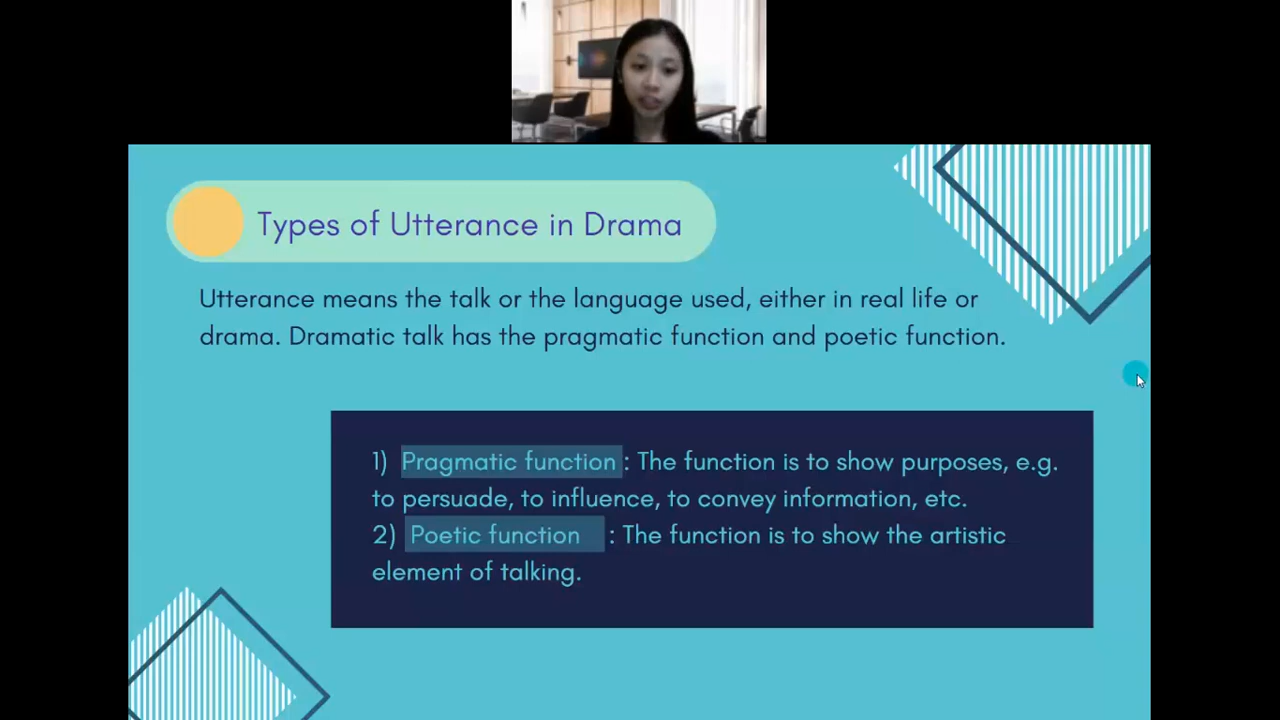 Types of Utterance in Drama
Utterance means the talk or the language used, either in real life or
drama. Dramatic talk has the pragmatic function and poetic function.
1) Pragmatic function : The function is to show purposes, e.g.
to persuade, to influence, to convey information, etc.
2) Poetic function : The function is to show the artistic
element of talking.